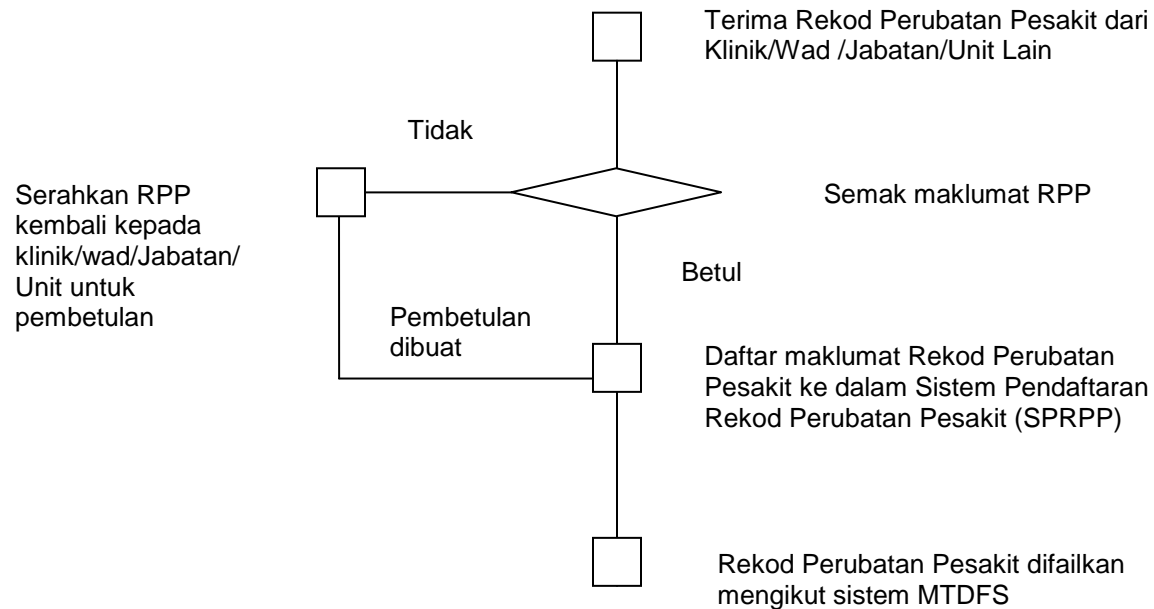 Terima Rekod Perubatan Pesakit dari
Klinik/Wad /Jabatan/Unit Lain
Tidak
Serahkan RPP
kembali kepada
klinik/wad/Jabatan/
Unit untuk
pembetulan
Semak maklumat RPP
Betul
Pembetulan
dibuat
Daftar maklumat Rekod Perubatan
Pesakit ke dalam Sistem Pendaftaran
Rekod Perubatan Pesakit (SPRPP)
Rekod Perubatan Pesakit difailkan
mengikut sistem MTDFS